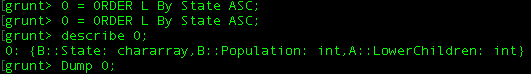 [grunt> O = ORDER L By State ASC;
[grunt> O = ORDER L By State ASC;
[grunt> describe O;
O: {B::State: chararray,B::Population: int,A::LowerChildren: int}
[grunt> Dump O;